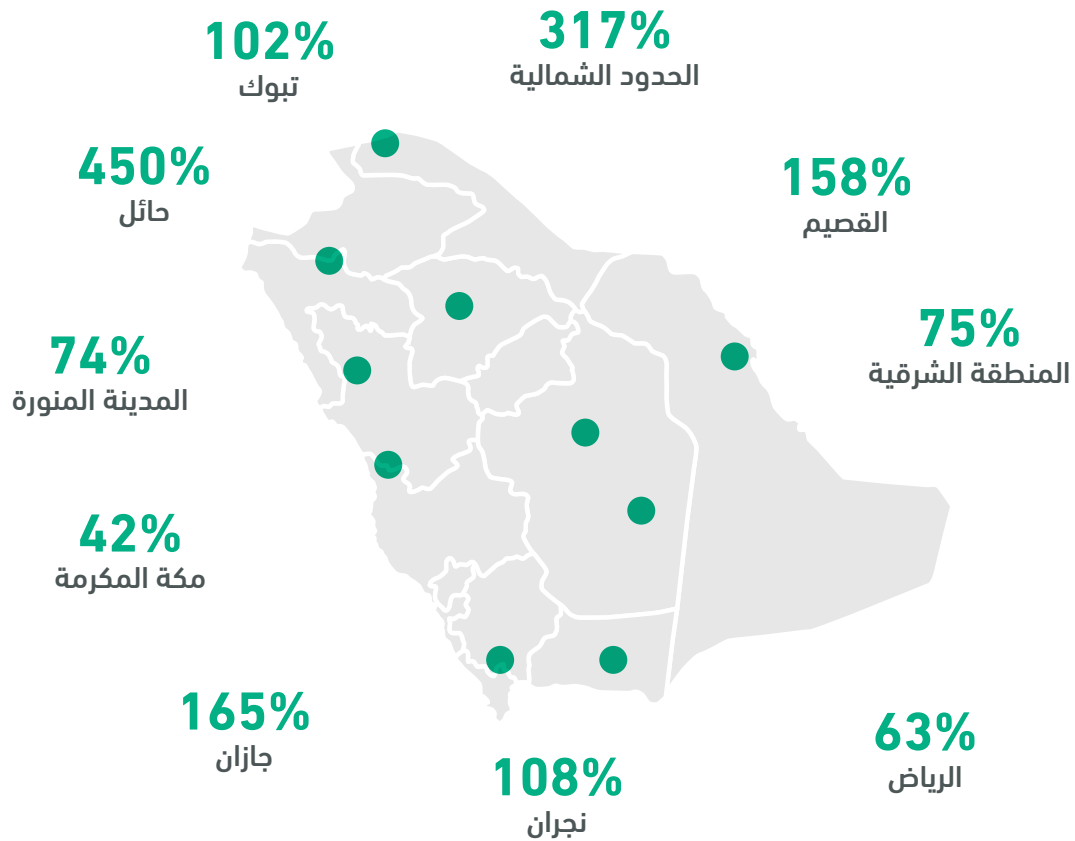 317%
الحدود الشمالية
102%
تبوك
158%
القصيم
450%
حائل
75%
المنطقة الشرقية
74%
المدينة المنورة
42%
مكة المكرمة
63%
الرياض
165%
جازان
108%
نجران